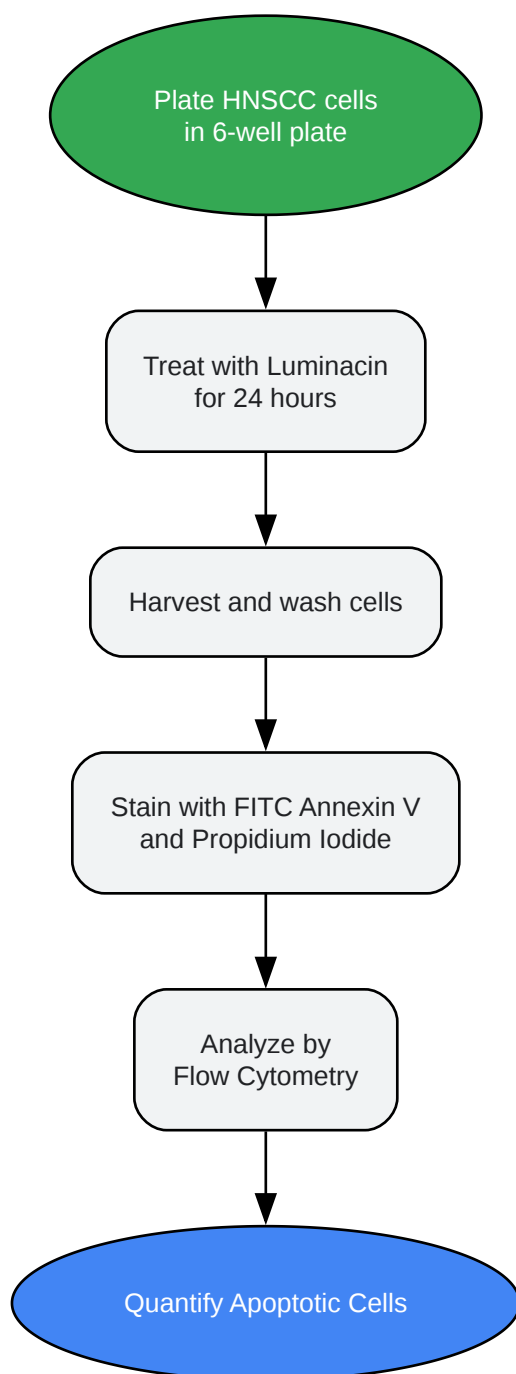 Plate HNSCC cells
in 6-well plate
Treat with Luminacin
for 24 hours
Harvest and wash cells
Stain with FITC Annexin V
and Propidium Iodide
Analyze by
Flow Cytometry
Quantify Apoptotic Cells